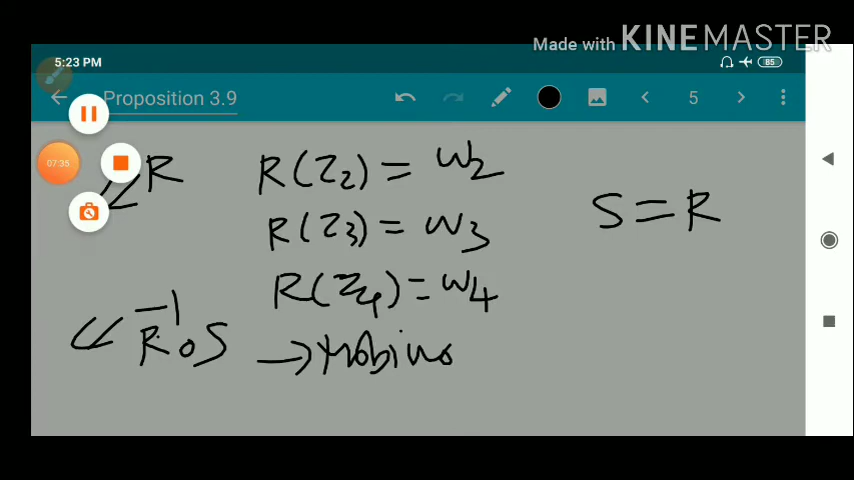 Made with KINEMASTER
5:23 PM
85
Proposition 3.9
5
07:35
R
R(z₂) = w₂
R(z₃) = w₃
S = R
R(z₄) = w₄
R⁻¹ ∘ S → Mobius